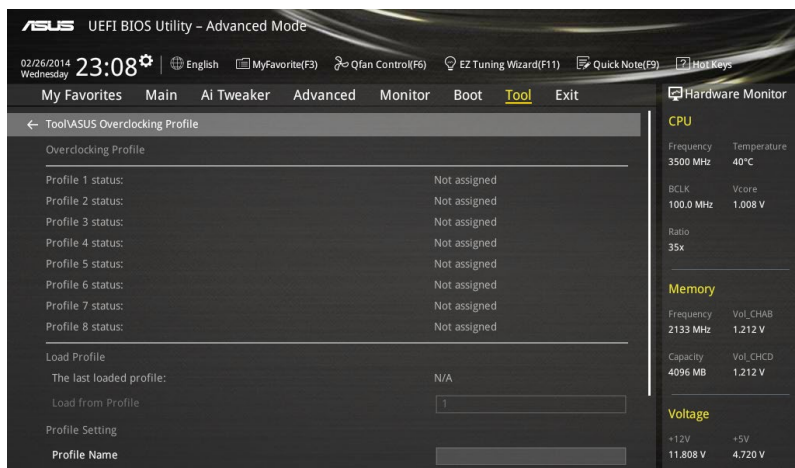 ASUS UEFI BIOS Utility – Advanced Mode
02/26/2014 Wednesday 23:08 English MyFavorite(F3) Qfan Control(F6) EZ Tuning Wizard(F11) Quick Note(F9) ? Hot Keys
My Favorites Main Ai Tweaker Advanced Monitor Boot Tool Exit
← Tool\ASUS Overclocking Profile
Overclocking Profile
Profile 1 status: Not assigned
Profile 2 status: Not assigned
Profile 3 status: Not assigned
Profile 4 status: Not assigned
Profile 5 status: Not assigned
Profile 6 status: Not assigned
Profile 7 status: Not assigned
Profile 8 status: Not assigned
Load Profile
The last loaded profile: N/A
Load from Profile 1
Profile Setting
Profile Name
Hardware Monitor
CPU
Frequency Temperature
3500 MHz 40°C
BCLK Vcore
100.0 MHz 1.008 V
Ratio
35x
Memory
Frequency Vol_CHAB
2133 MHz 1.212 V
Capacity Vol_CHCD
4096 MB 1.212 V
Voltage
+12V +5V
11.808 V 4.720 V